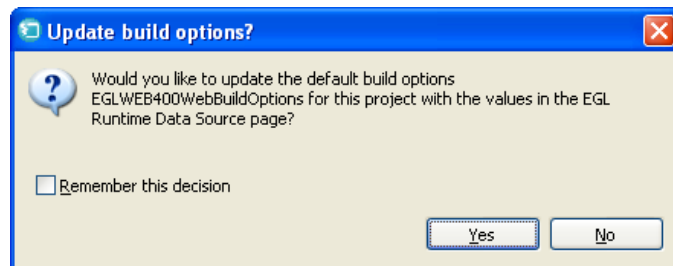 Update build options?
Would you like to update the default build options
EGLWEB400WebBuildOptions for this project with the values in the EGL
Runtime Data Source page?
Remember this decision
Yes
No